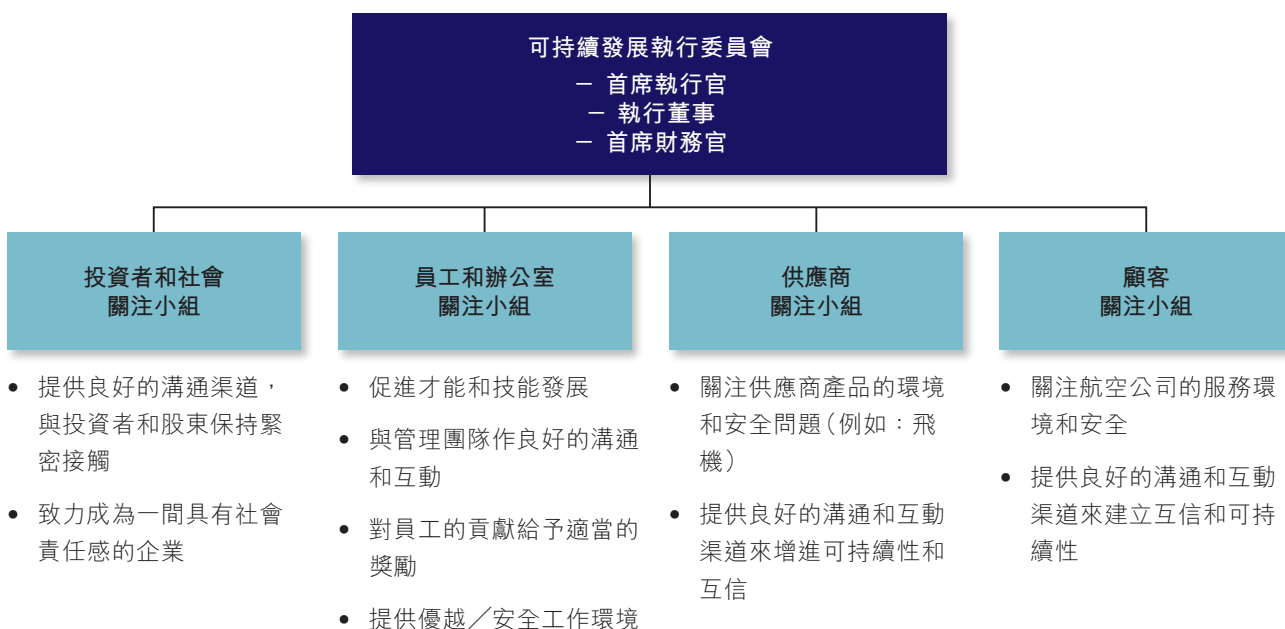 可持續發展執行委員會
－ 首席執行官
－ 執行董事
－ 首席財務官
投資者和社會
關注小組
• 提供良好的溝通渠道，
與投資者和股東保持緊
密接觸
• 致力成為一間具有社會
責任感的企業
員工和辦公室
關注小組
• 促進才能和技能發展
• 與管理團隊作良好的溝通
和互動
• 對員工的貢獻給予適當的
獎勵
• 提供優越／安全工作環境
供應商
關注小組
• 關注供應商產品的環境
和安全問題（例如：飛
機）
• 提供良好的溝通和互動
渠道來增進可持續性和
互信
顧客
關注小組
• 關注航空公司的服務環
境和安全
• 提供良好的溝通和互動
渠道來建立互信和可持
續性